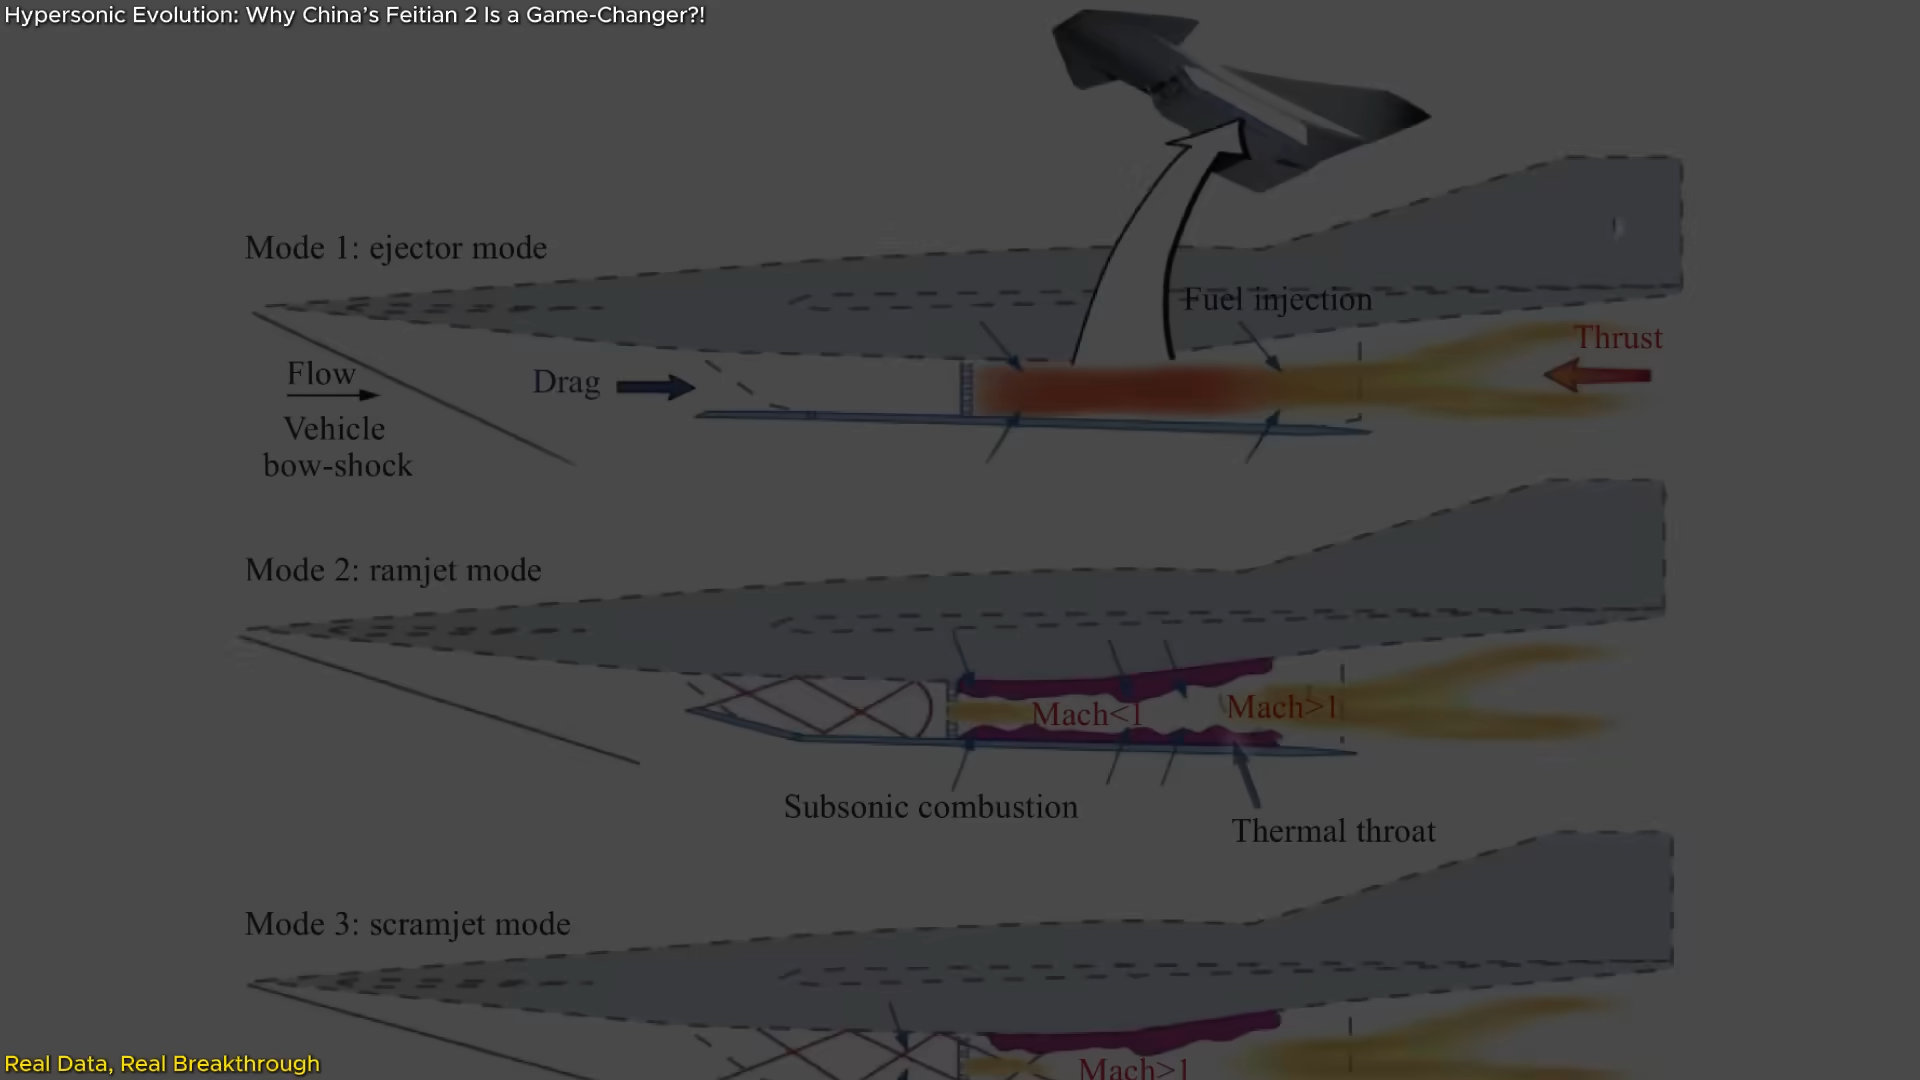 Hypersonic Evolution: Why China’s Feitian 2 Is a Game-Changer?!
Mode 1: ejector mode
Fuel injection
Thrust
Flow
Drag
Vehicle
bow-shock
Mode 2: ramjet mode
Mach<1
Mach>1
Subsonic combustion
Thermal throat
Mode 3: scramjet mode
Mach>1
Real Data, Real Breakthrough